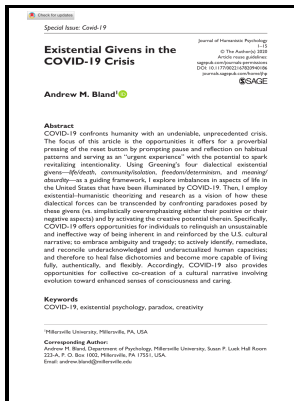 Check for updates
Special Issue: Covid-19
Existential Givens in the
COVID-19 Crisis
Journal of Humanistic Psychology
1–15
© The Author(s) 2020
Article reuse guidelines:
sagepub.com/journals-permissions
DOI: 10.1177/0022167820940186
journals.sagepub.com/home/jhp
SAGE
Andrew M. Bland¹
Abstract
COVID-19 confronts humanity with an undeniable, unprecedented crisis.
The focus of this article is the opportunities it offers for a proverbial
pressing of the reset button by prompting pause and reflection on habitual
patterns and serving as an “urgent experience” with the potential to spark
revitalizing intentionality. Using Greening’s four dialectical existential
givens—life/death, community/isolation, freedom/determinism, and meaning/
absurdity—as a guiding framework, I explore imbalances in aspects of life in
the United States that have been illuminated by COVID-19. Then, I employ
existential–humanistic theorizing and research as a vision of how these
dialectical forces can be transcended by confronting paradoxes posed by
these givens (vs. simplistically overemphasizing either their positive or their
negative aspects) and by activating the creative potential therein. Specifically,
COVID-19 offers opportunities for individuals to relinquish an unsustainable
and ineffective way of being inherent in and reinforced by the U.S. cultural
narrative; to embrace ambiguity and tragedy; to actively identify, remediate,
and reconcile underacknowledged and underactualized human capacities;
and therefore to heal false dichotomies and become more capable of living
fully, authentically, and flexibly. Accordingly, COVID-19 also provides
opportunities for collective co-creation of a cultural narrative involving
evolution toward enhanced senses of consciousness and caring.
Keywords
COVID-19, existential psychology, paradox, creativity
¹Millersville University, Millersville, PA, USA
Corresponding Author:
Andrew M. Bland, Department of Psychology, Millersville University, Susan P. Luek Hall Room
223-A, P. O. Box 1002, Millersville, PA 17551, USA.
Email: andrew.bland@millersville.edu